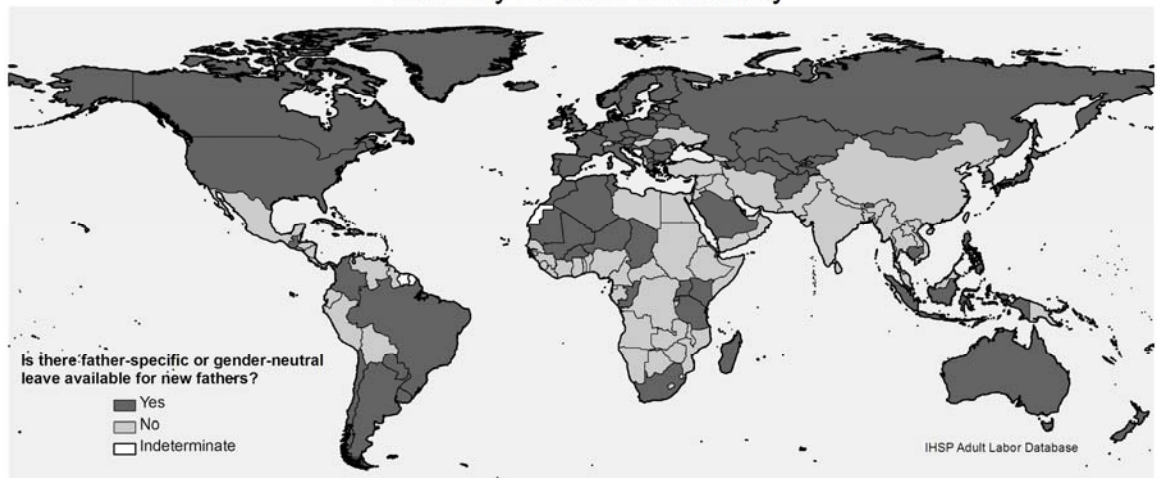 Is there father-specific or gender-neutral
leave available for new fathers?
Yes
No
Indeterminate
IHSP Adult Labor Database